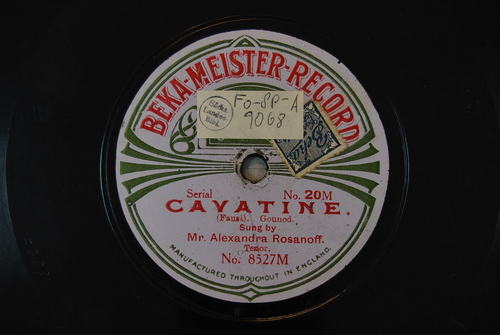 BEKA-MEISTER-RECORD
FO-SP-A
9068
Serial No. 20M
CAVATINE.
(Faust). Gounod.
Sung by
Mr. Alexandra Rosanoff.
Tenor.
No. 8527M
MANUFACTURED THROUGHOUT IN ENGLAND.